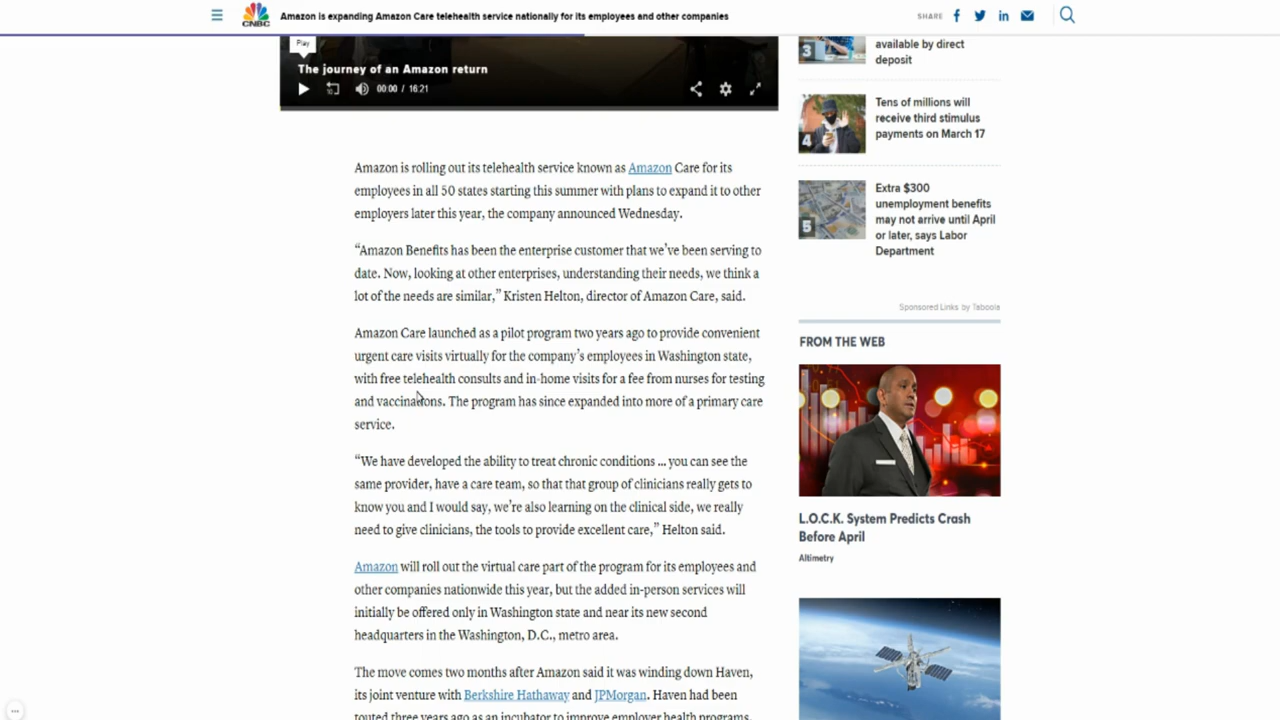 CNBC
Amazon is expanding Amazon Care telehealth service nationally for its employees and other companies
SHARE
Play
The journey of an Amazon return
10
00:00 / 16:21
Amazon is rolling out its telehealth service known as Amazon Care for its
employees in all 50 states starting this summer with plans to expand it to other
employers later this year, the company announced Wednesday.
“Amazon Benefits has been the enterprise customer that we’ve been serving to
date. Now, looking at other enterprises, understanding their needs, we think a
lot of the needs are similar,” Kristen Helton, director of Amazon Care, said.
Amazon Care launched as a pilot program two years ago to provide convenient
urgent care visits virtually for the company’s employees in Washington state,
with free telehealth consults and in-home visits for a fee from nurses for testing
and vaccinations. The program has since expanded into more of a primary care
service.
“We have developed the ability to treat chronic conditions ... you can see the
same provider, have a care team, so that that group of clinicians really gets to
know you and I would say, we’re also learning on the clinical side, we really
need to give clinicians, the tools to provide excellent care,” Helton said.
Amazon will roll out the virtual care part of the program for its employees and
other companies nationwide this year, but the added in-person services will
initially be offered only in Washington state and near its new second
headquarters in the Washington, D.C., metro area.
The move comes two months after Amazon said it was winding down Haven,
its joint venture with Berkshire Hathaway and JPMorgan. Haven had been
touted three years ago as an incubator to improve employer health programs,
3
available by direct
deposit
4
Tens of millions will
receive third stimulus
payments on March 17
5
Extra $300
unemployment benefits
may not arrive until April
or later, says Labor
Department
Sponsored Links by Taboola
FROM THE WEB
L.O.C.K. System Predicts Crash
Before April
Altimetry